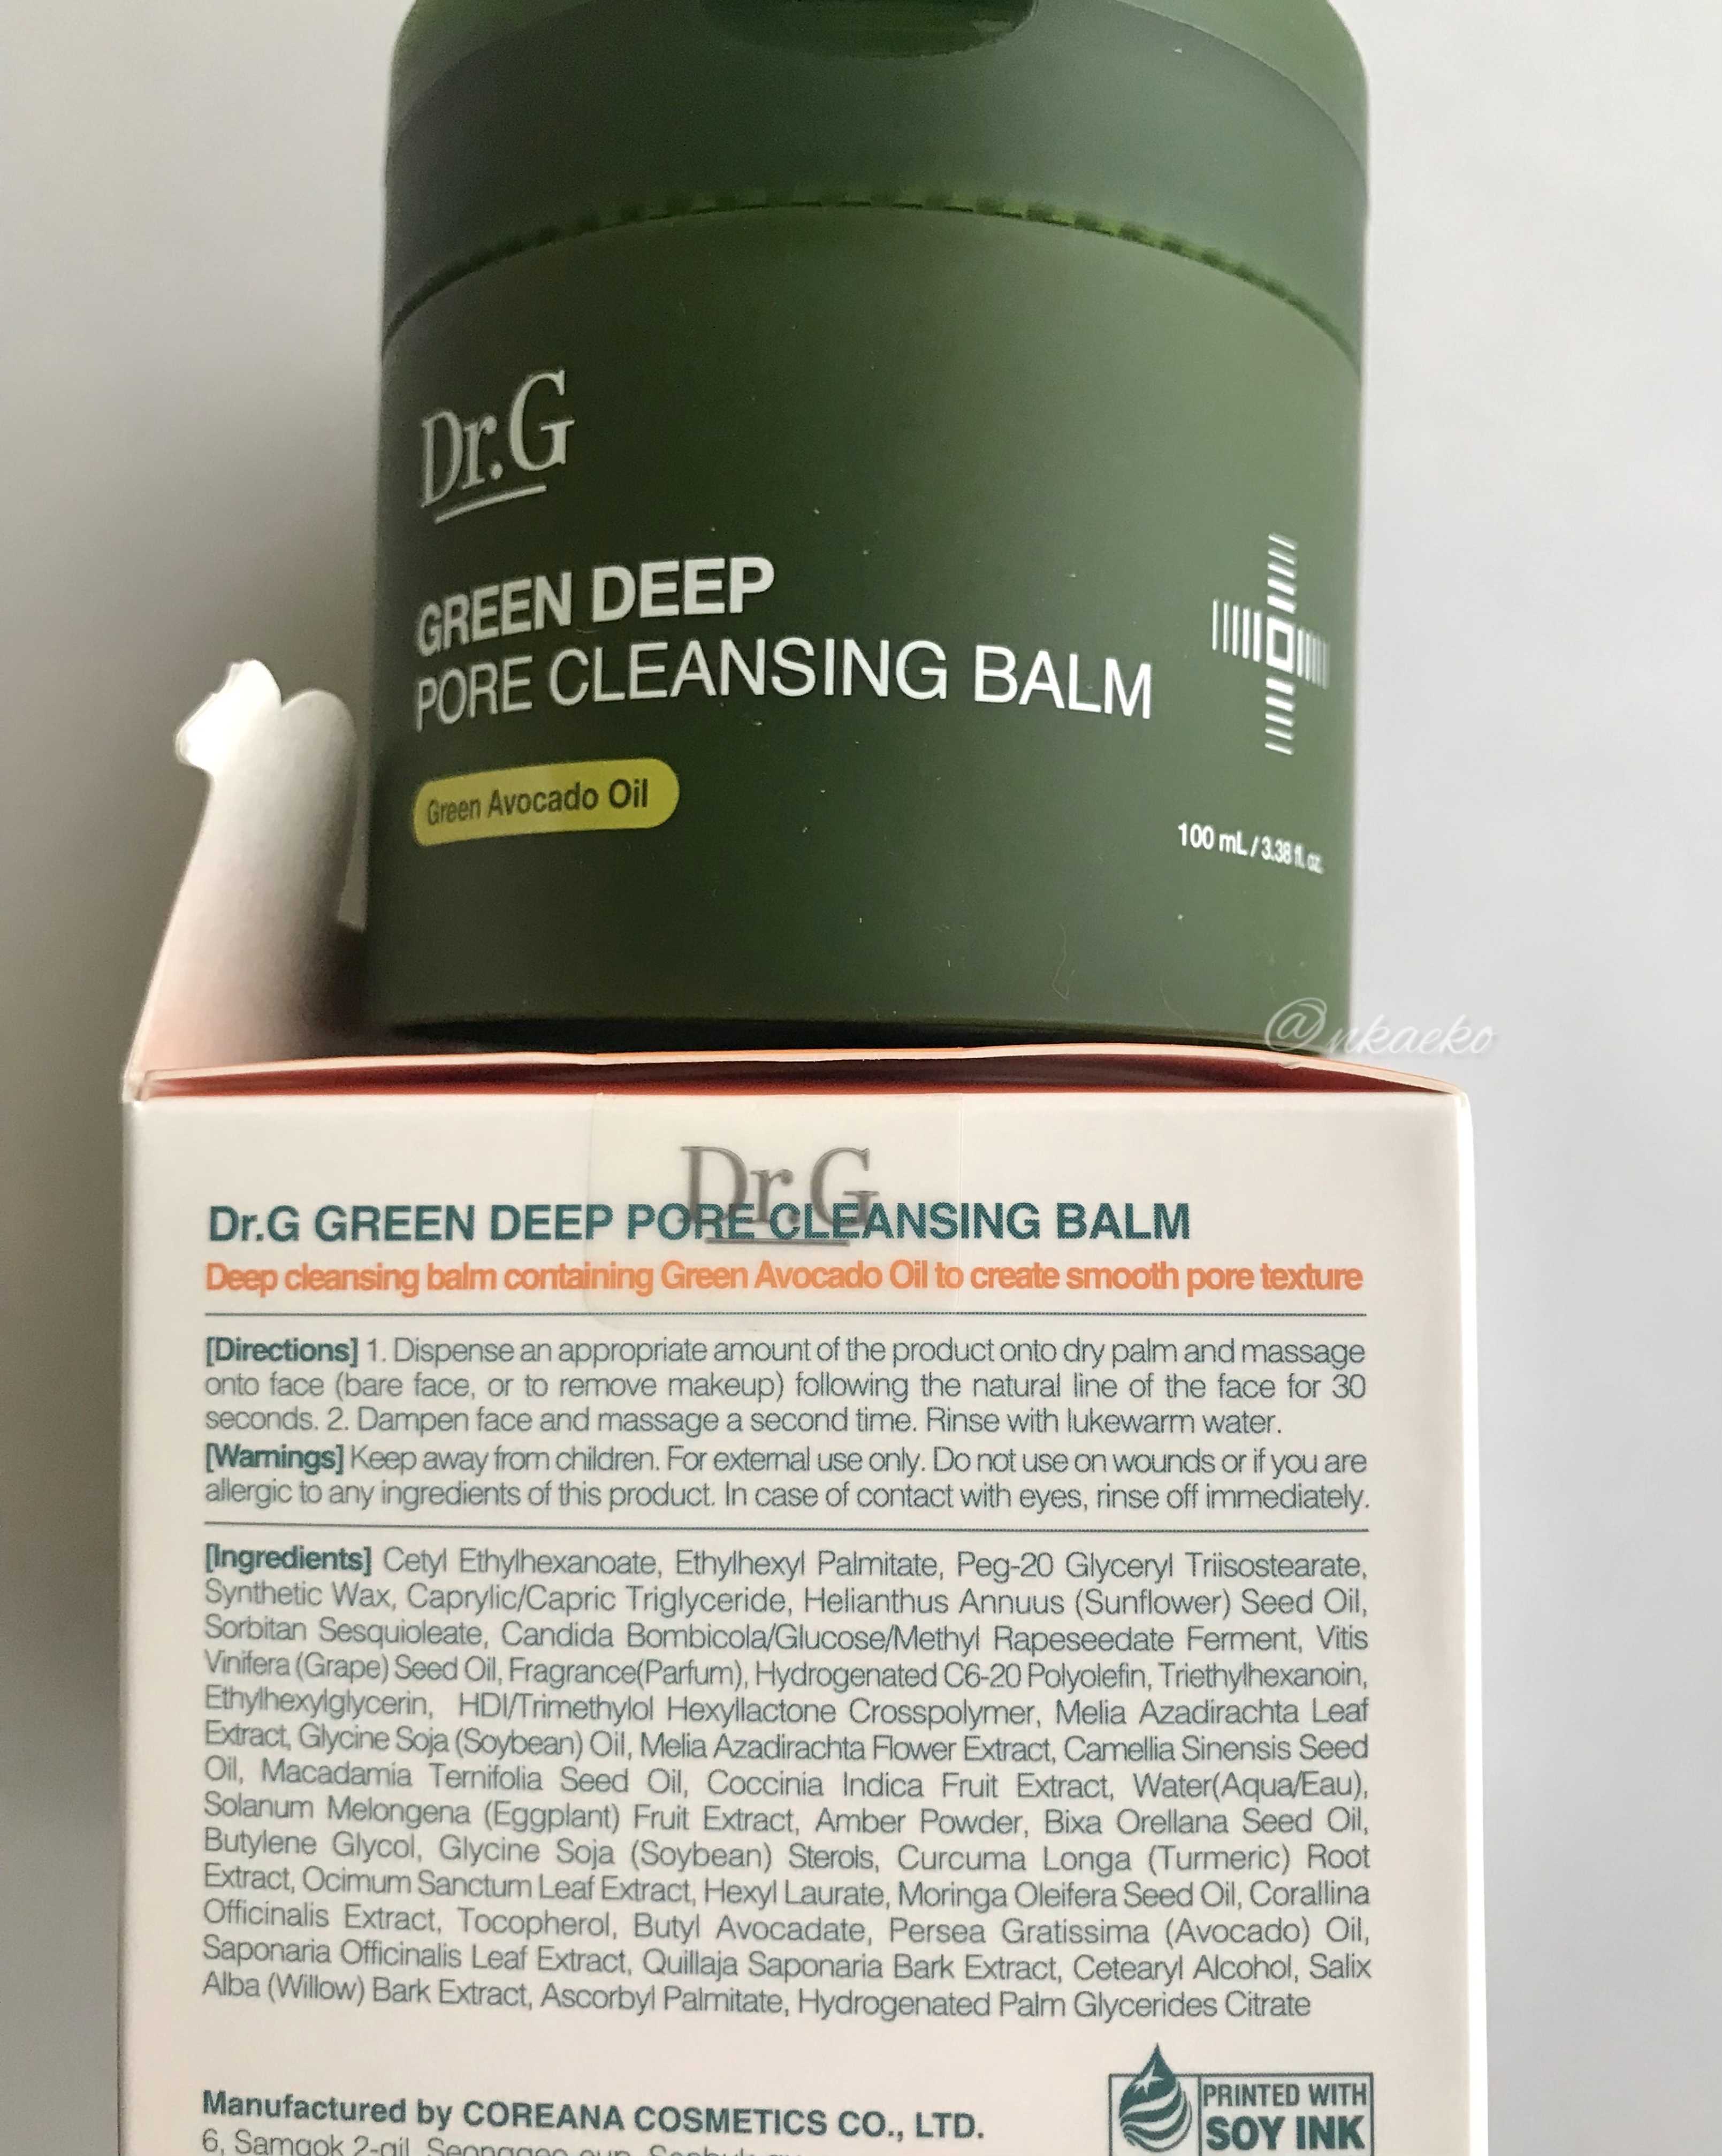 Dr.G
GREEN DEEP
PORE CLEANSING BALM
Green Avocado Oil
100 mL / 3.38 fl. oz.
@nkaeko
Dr.G
Dr.G GREEN DEEP PORE CLEANSING BALM
Deep cleansing balm containing Green Avocado Oil to create smooth pore texture
[Directions] 1. Dispense an appropriate amount of the product onto dry palm and massage
onto face (bare face, or to remove makeup) following the natural line of the face for 30
seconds. 2. Dampen face and massage a second time. Rinse with lukewarm water.
[Warnings] Keep away from children. For external use only. Do not use on wounds or if you are
allergic to any ingredients of this product. In case of contact with eyes, rinse off immediately.
[Ingredients] Cetyl Ethylhexanoate, Ethylhexyl Palmitate, Peg-20 Glyceryl Triisostearate,
Synthetic Wax, Caprylic/Capric Triglyceride, Helianthus Annuus (Sunflower) Seed Oil,
Sorbitan Sesquioleate, Candida Bombicola/Glucose/Methyl Rapeseedate Ferment, Vitis
Vinifera (Grape) Seed Oil, Fragrance(Parfum), Hydrogenated C6-20 Polyolefin, Triethylhexanoin,
Ethylhexylglycerin, HDI/Trimethylol Hexyllactone Crosspolymer, Melia Azadirachta Leaf
Extract, Glycine Soja (Soybean) Oil, Melia Azadirachta Flower Extract, Camellia Sinensis Seed
Oil, Macadamia Ternifolia Seed Oil, Coccinia Indica Fruit Extract, Water(Aqua/Eau),
Solanum Melongena (Eggplant) Fruit Extract, Amber Powder, Bixa Orellana Seed Oil,
Butylene Glycol, Glycine Soja (Soybean) Sterols, Curcuma Longa (Turmeric) Root
Extract, Ocimum Sanctum Leaf Extract, Hexyl Laurate, Moringa Oleifera Seed Oil, Corallina
Officinalis Extract, Tocopherol, Butyl Avocadate, Persea Gratissima (Avocado) Oil,
Saponaria Officinalis Leaf Extract, Quillaja Saponaria Bark Extract, Cetearyl Alcohol, Salix
Alba (Willow) Bark Extract, Ascorbyl Palmitate, Hydrogenated Palm Glycerides Citrate
Manufactured by COREANA COSMETICS CO., LTD.
6, Samgok 2-gil,
PRINTED WITH
SOY INK